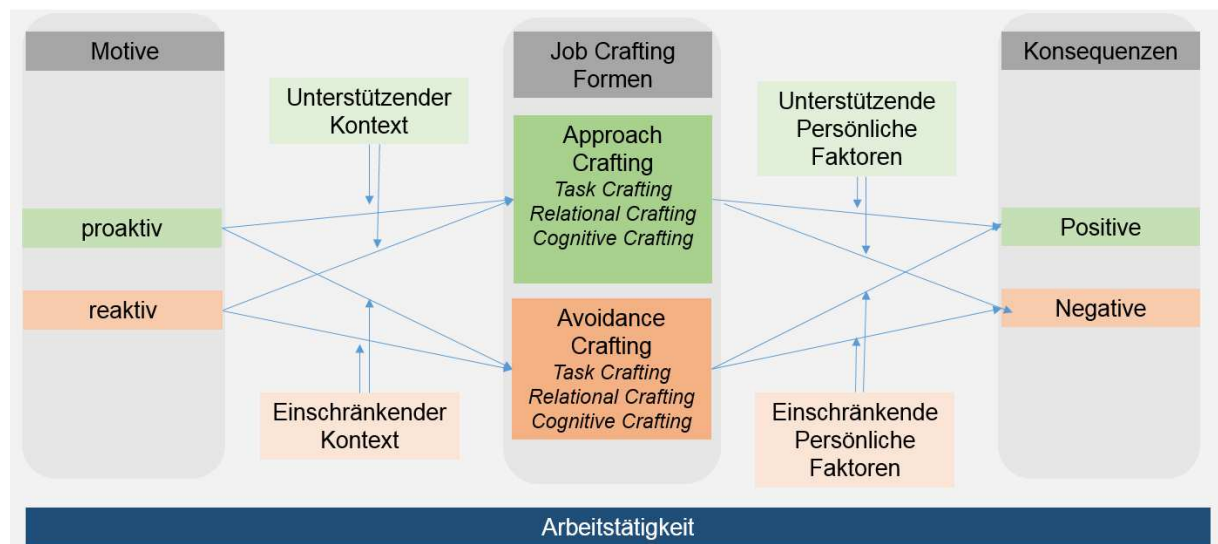 Motive
Job Crafting
Formen
Konsequenzen
Unterstützender
Kontext
Unterstützende
Persönliche
Faktoren
Approach
Crafting
Task Crafting
Relational Crafting
Cognitive Crafting
proaktiv
Positive
reaktiv
Negative
Avoidance
Crafting
Task Crafting
Relational Crafting
Cognitive Crafting
Einschränkender
Kontext
Einschränkende
Persönliche
Faktoren
Arbeitstätigkeit